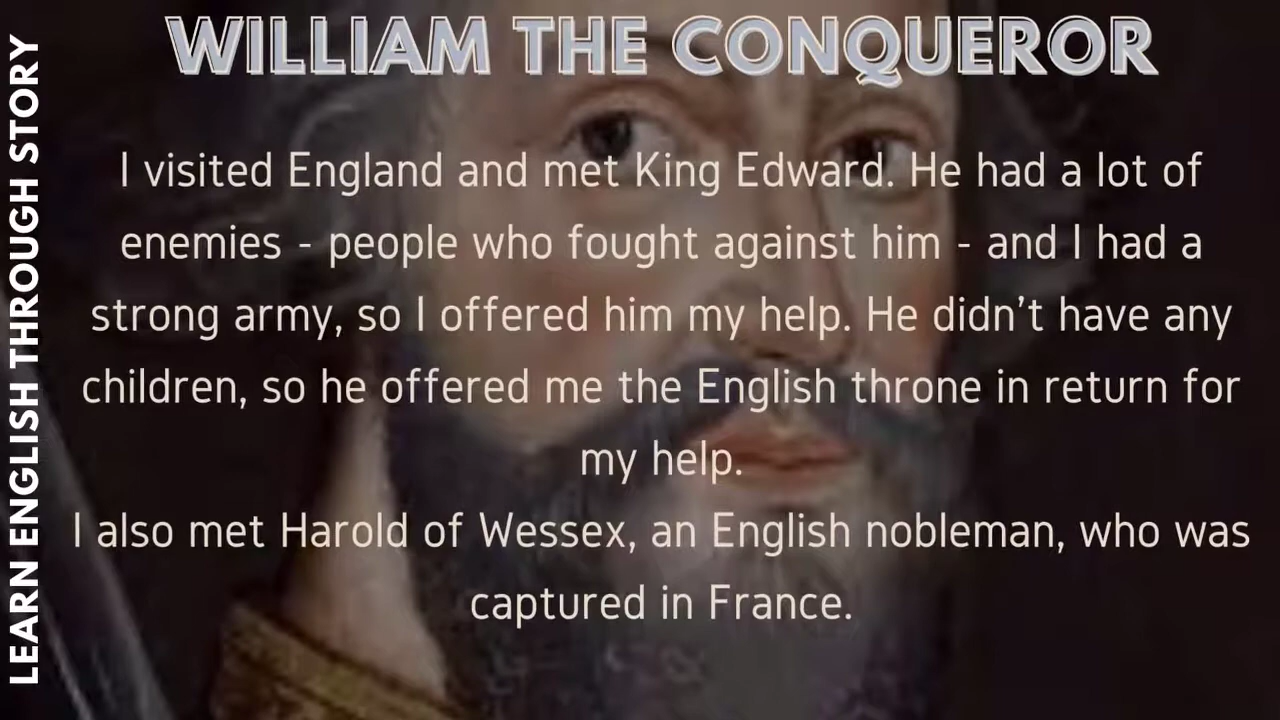 WILLIAM THE CONQUEROR
LEARN ENGLISH THROUGH STORY
I visited England and met King Edward. He had a lot of
enemies - people who fought against him - and I had a
strong army, so I offered him my help. He didn’t have any
children, so he offered me the English throne in return for
my help.
I also met Harold of Wessex, an English nobleman, who was
captured in France.